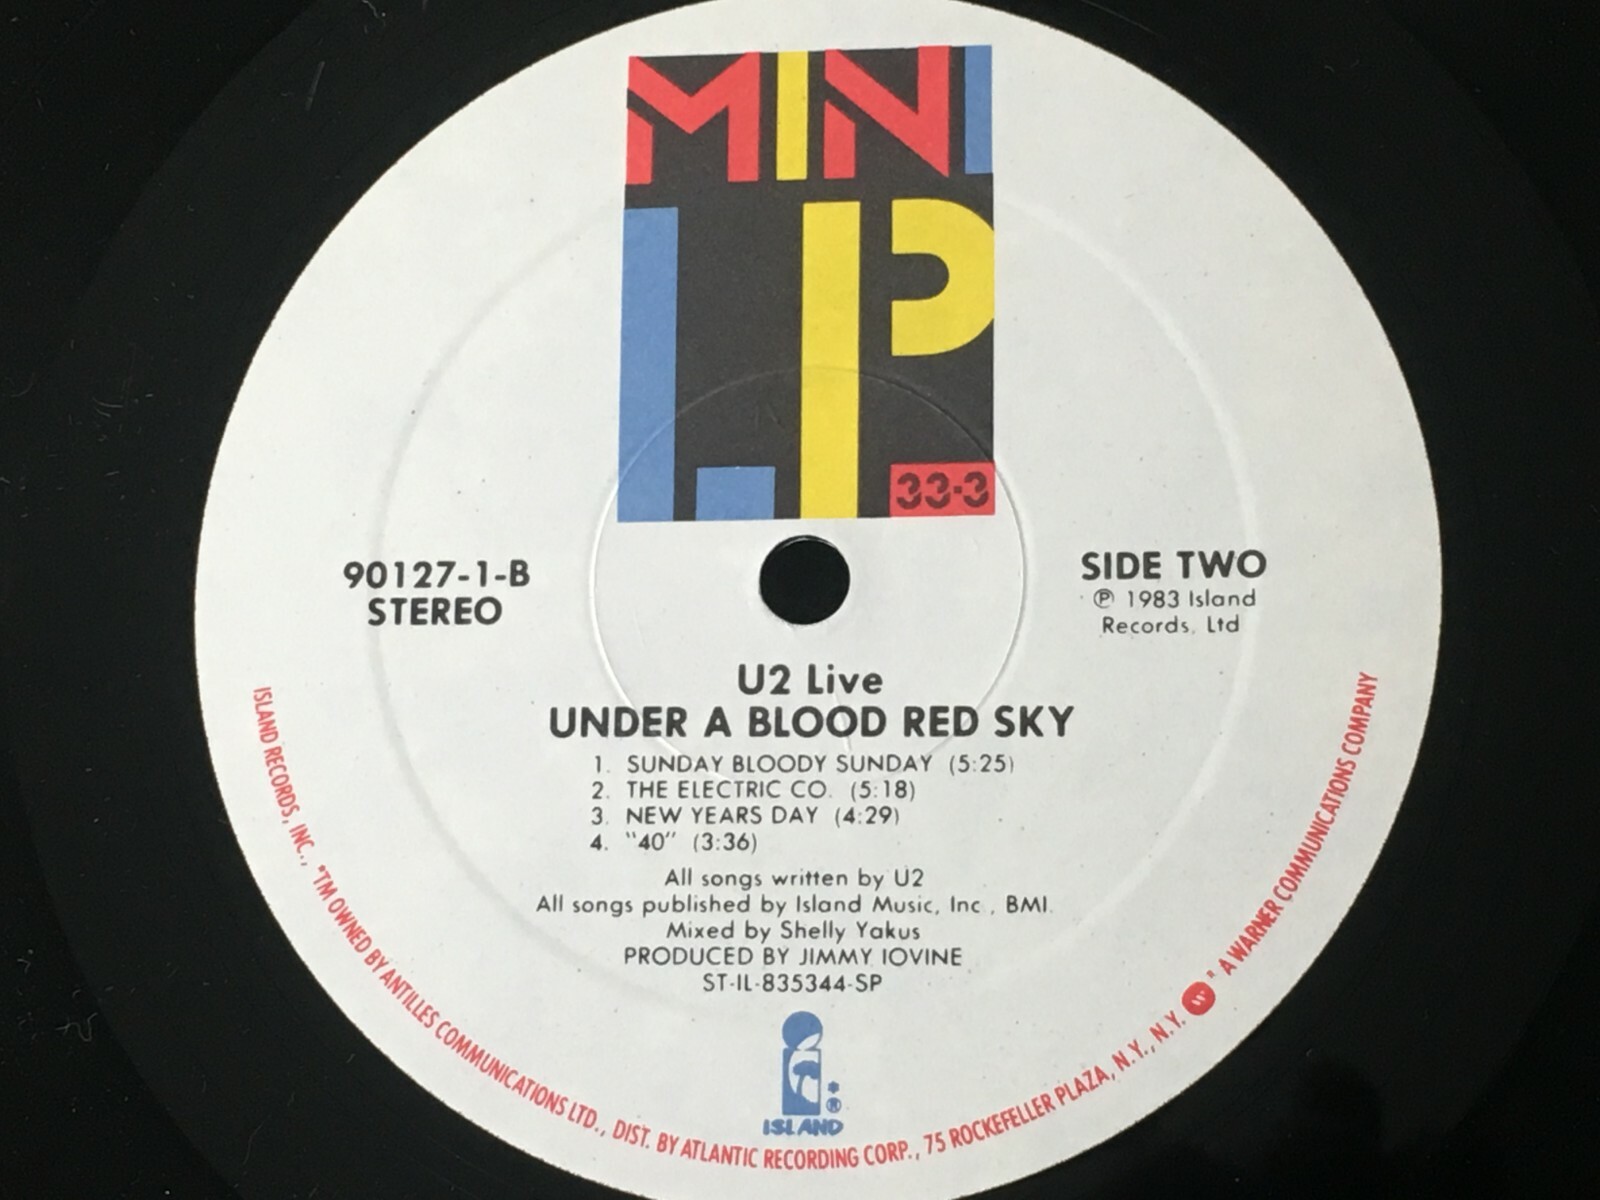 MINI
LP
33·3
90127-1-B
STEREO
SIDE TWO
℗ 1983 Island
Records, Ltd
U2 Live
UNDER A BLOOD RED SKY
1. SUNDAY BLOODY SUNDAY (5:25)
2. THE ELECTRIC CO. (5:18)
3. NEW YEARS DAY (4:29)
4. "40" (3:36)
All songs written by U2
All songs published by Island Music, Inc., BMI.
Mixed by Shelly Yakus
PRODUCED BY JIMMY IOVINE
ST-IL-835344-SP
*®
ISLAND
ISLAND RECORDS, INC., *TM OWNED BY ANTILLES COMMUNICATIONS LTD., DIST. BY ATLANTIC RECORDING CORP., 75 ROCKEFELLER PLAZA, N.Y., N.Y. " A WARNER COMMUNICATIONS COMPANY